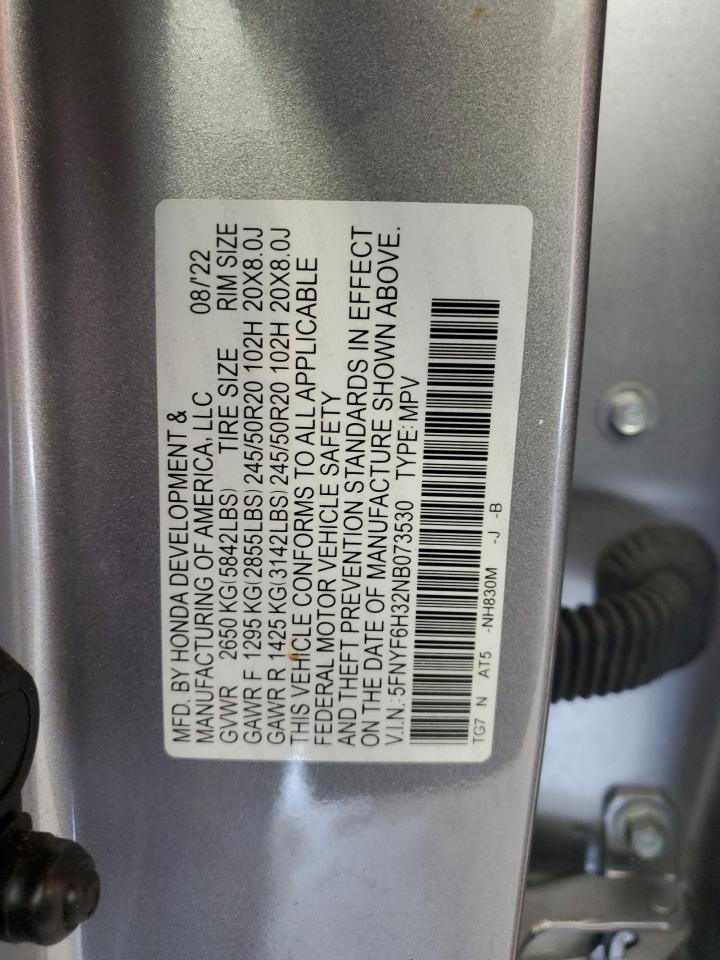 MFD. BY HONDA DEVELOPMENT &
MANUFACTURING OF AMERICA, LLC 08/'22
GVWR 2650 KG(5842LBS) TIRE SIZE RIM SIZE
GAWR F 1295 KG(2855LBS) 245/50R20 102H 20X8.0J
GAWR R 1425 KG(3142LBS) 245/50R20 102H 20X8.0J
THIS VEHICLE CONFORMS TO ALL APPLICABLE
FEDERAL MOTOR VEHICLE SAFETY
AND THEFT PREVENTION STANDARDS IN EFFECT
ON THE DATE OF MANUFACTURE SHOWN ABOVE.
V.I.N.: 5FNYF6H32NB073530 TYPE: MPV
TG7 N AT5 -NH830M -J -B